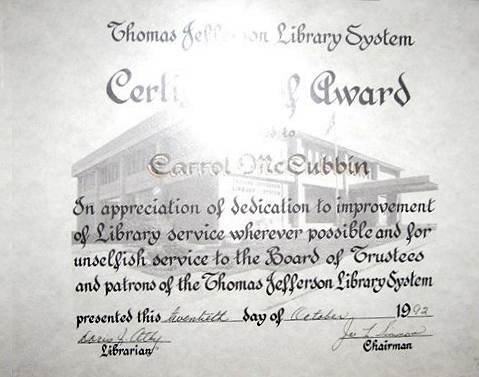 Thomas Jefferson Library System
of Award
to
Carrol McCubbin
In appreciation of dedication to improvement
of Library service wherever possible and for
unselfish service to the Board of Trustees
and patrons of the Thomas Jefferson Library System
presented this twentieth day of October 1992
Librarian
Chairman